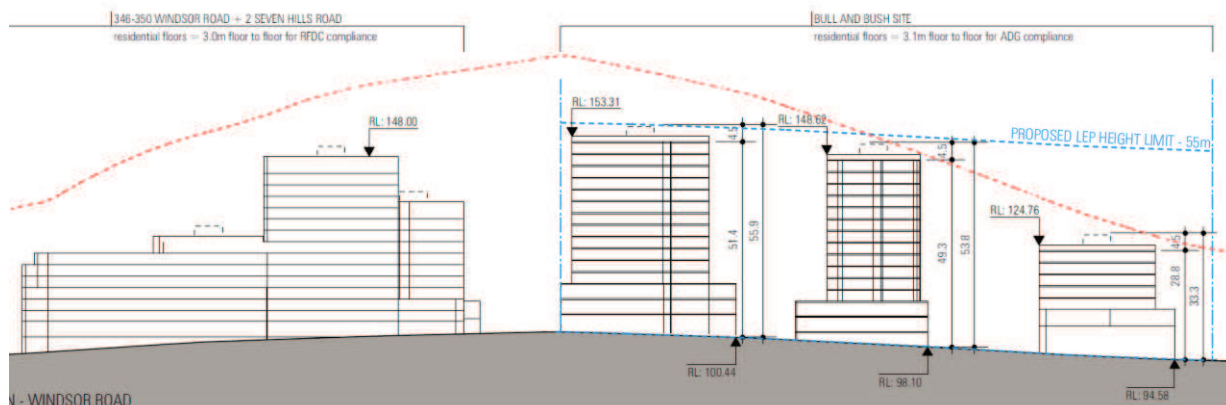 346-350 WINDSOR ROAD + 2 SEVEN HILLS ROAD
residential floors = 3.0m floor to floor for RFDC compliance
BULL AND BUSH SITE
residential floors = 3.1m floor to floor for ADG compliance
RL: 153.31
RL: 148.00
4.5
RL: 148.62
4.5
PROPOSED LEP HEIGHT LIMIT - 55m
RL: 124.76
4.5
51.4
55.9
49.3
53.8
28.8
33.3
RL: 100.44
RL: 98.10
RL: 94.58
N - WINDSOR ROAD